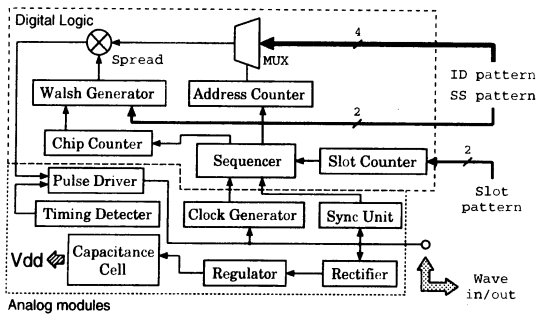 Digital Logic
4
Spread
MUX
ID pattern
Walsh Generator
Address Counter
SS pattern
2
Chip Counter
2
Sequencer
Slot Counter
Pulse Driver
Slot
pattern
Timing Detecter
Clock Generator
Sync Unit
Vdd
Capacitance
Cell
Regulator
Rectifier
Wave
in/out
Analog modules